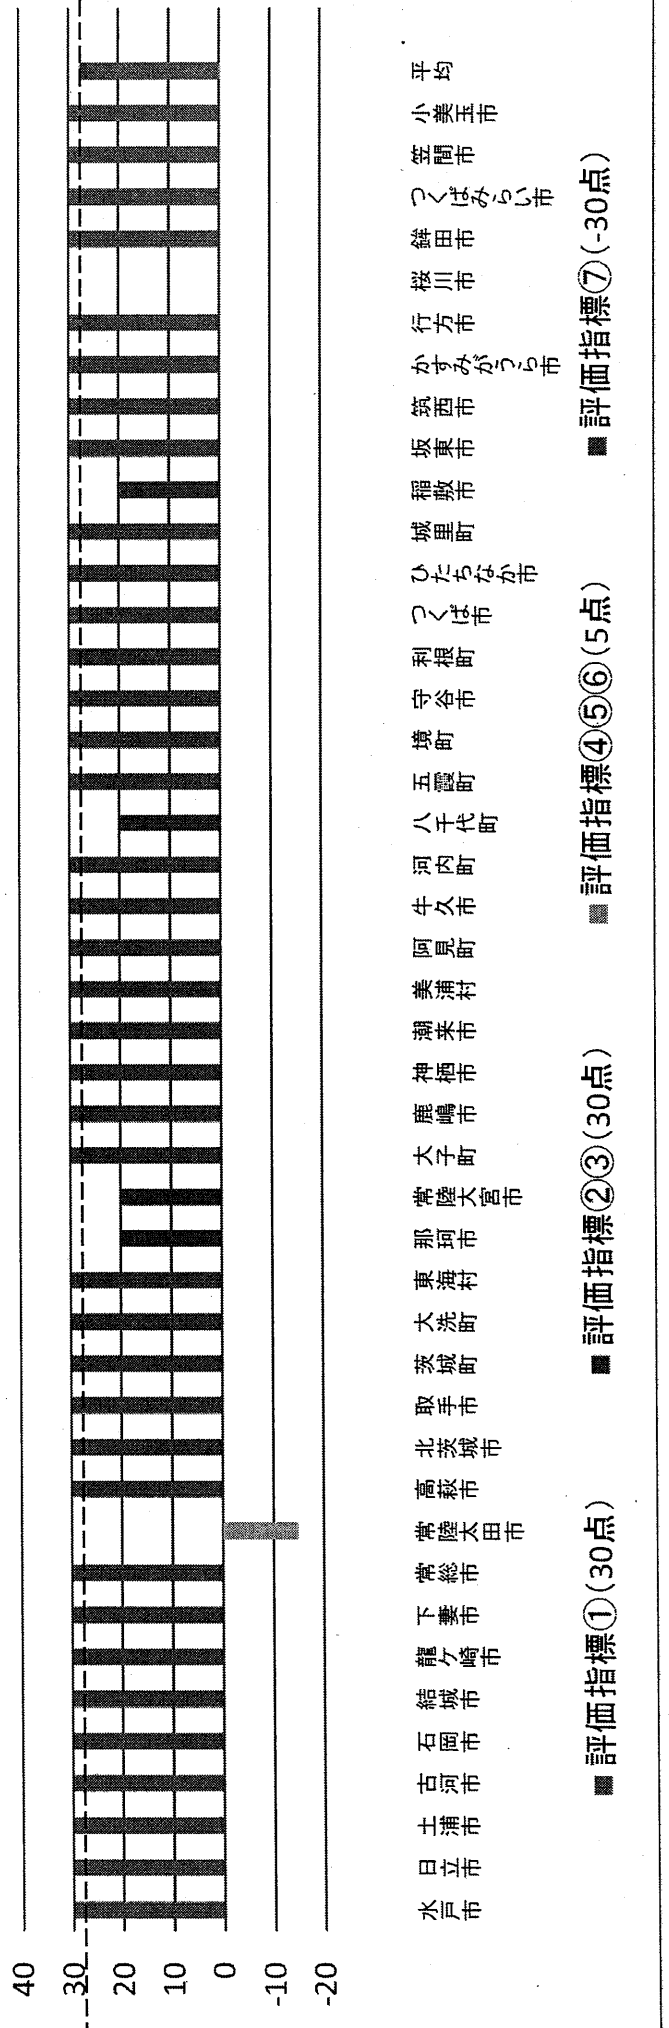 40
30
20
10
0
-10
-20
水戸市
日立市
土浦市
古河市
石岡市
結城市
龍ケ崎市
下妻市
常総市
常陸太田市
高萩市
北茨城市
取手市
茨城町
大洗町
東海村
那珂市
常陸大宮市
大子町
鹿嶋市
神栖市
潮来市
美浦村
阿見町
牛久市
河内町
八千代町
五霞町
境町
守谷市
利根町
つくば市
ひたちなか市
城里町
稲敷市
坂東市
筑西市
かすみがうら市
行方市
桜川市
鉾田市
つくばみらい市
笠間市
小美玉市
平均
■評価指標①(30点) ■評価指標②③(30点) ■評価指標④⑤⑥(5点) ■評価指標⑦(-30点)